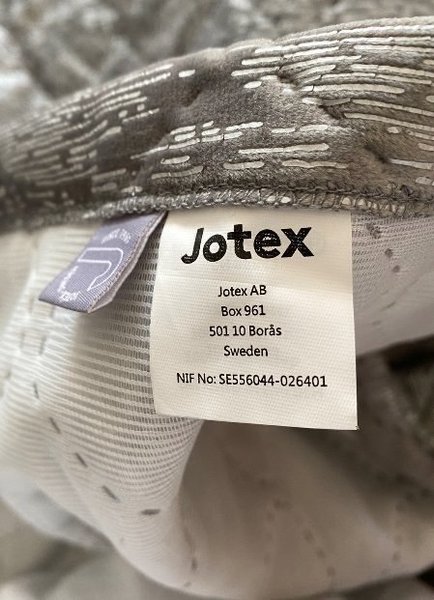 Jotex
Jotex AB
Box 961
501 10 Borås
Sweden
NIF No: SE556044-026401